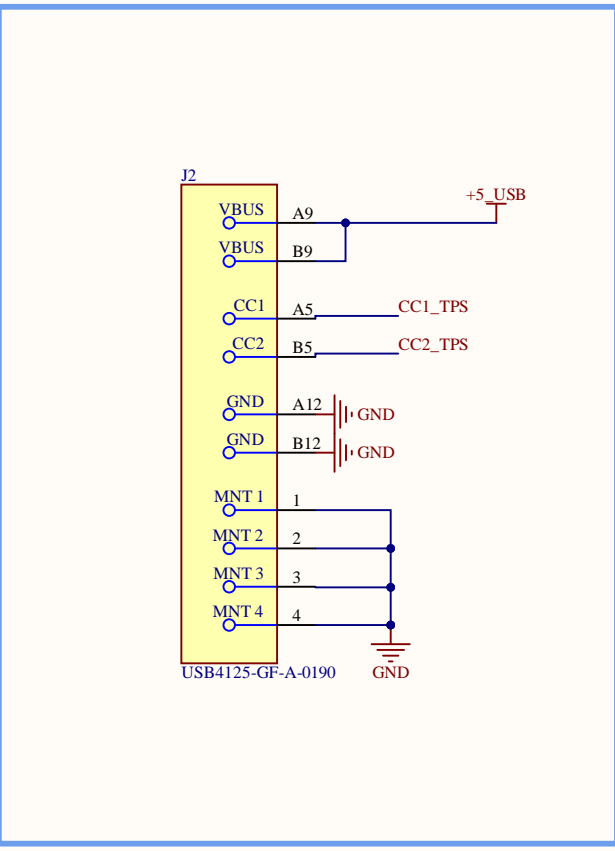 J2
+5_USB
VBUS A9
VBUS B9
CC1 A5 CC1_TPS
CC2 B5 CC2_TPS
GND A12 GND
GND B12 GND
MNT 1 1
MNT 2 2
MNT 3 3
MNT 4 4
USB4125-GF-A-0190 GND